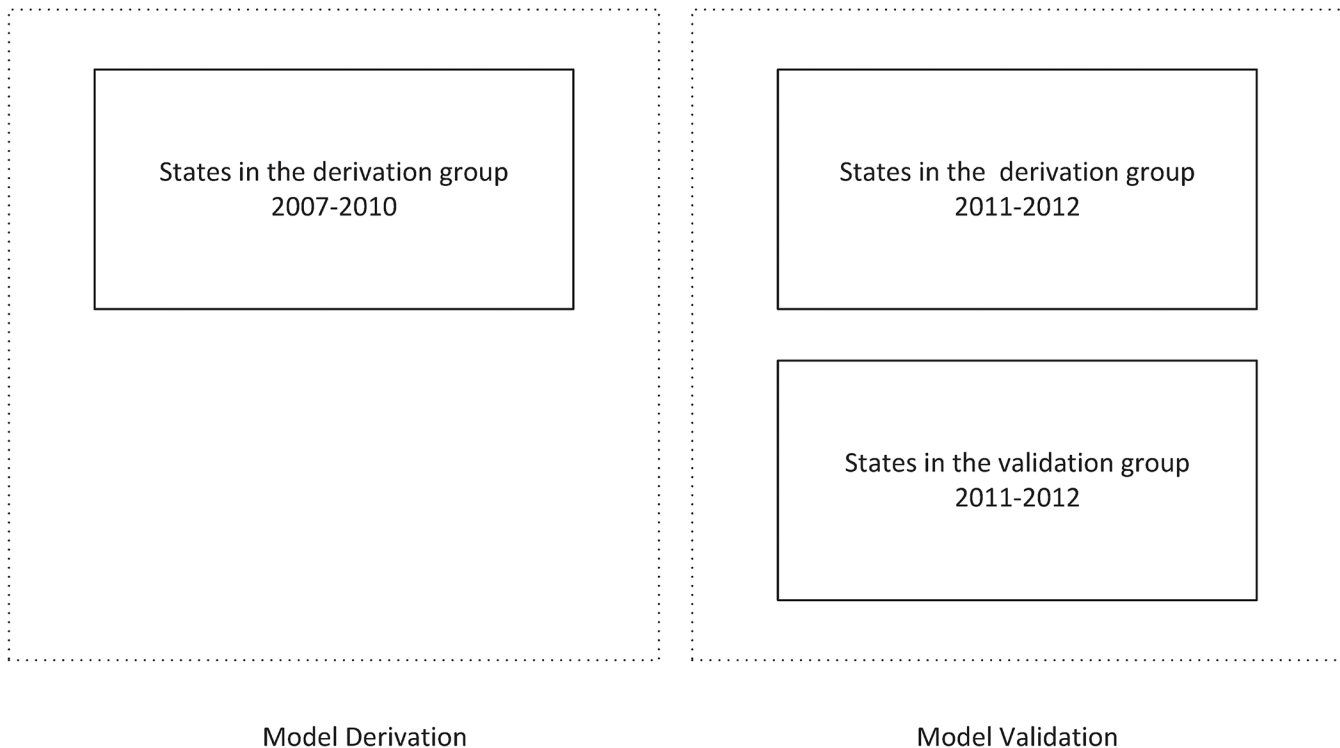 States in the derivation group
2007-2010
States in the  derivation group
2011-2012
States in the validation group
2011-2012
Model Derivation
Model Validation